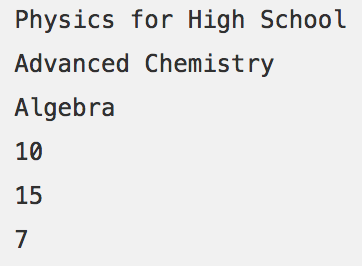 Physics for High School
Advanced Chemistry
Algebra
10
15
7